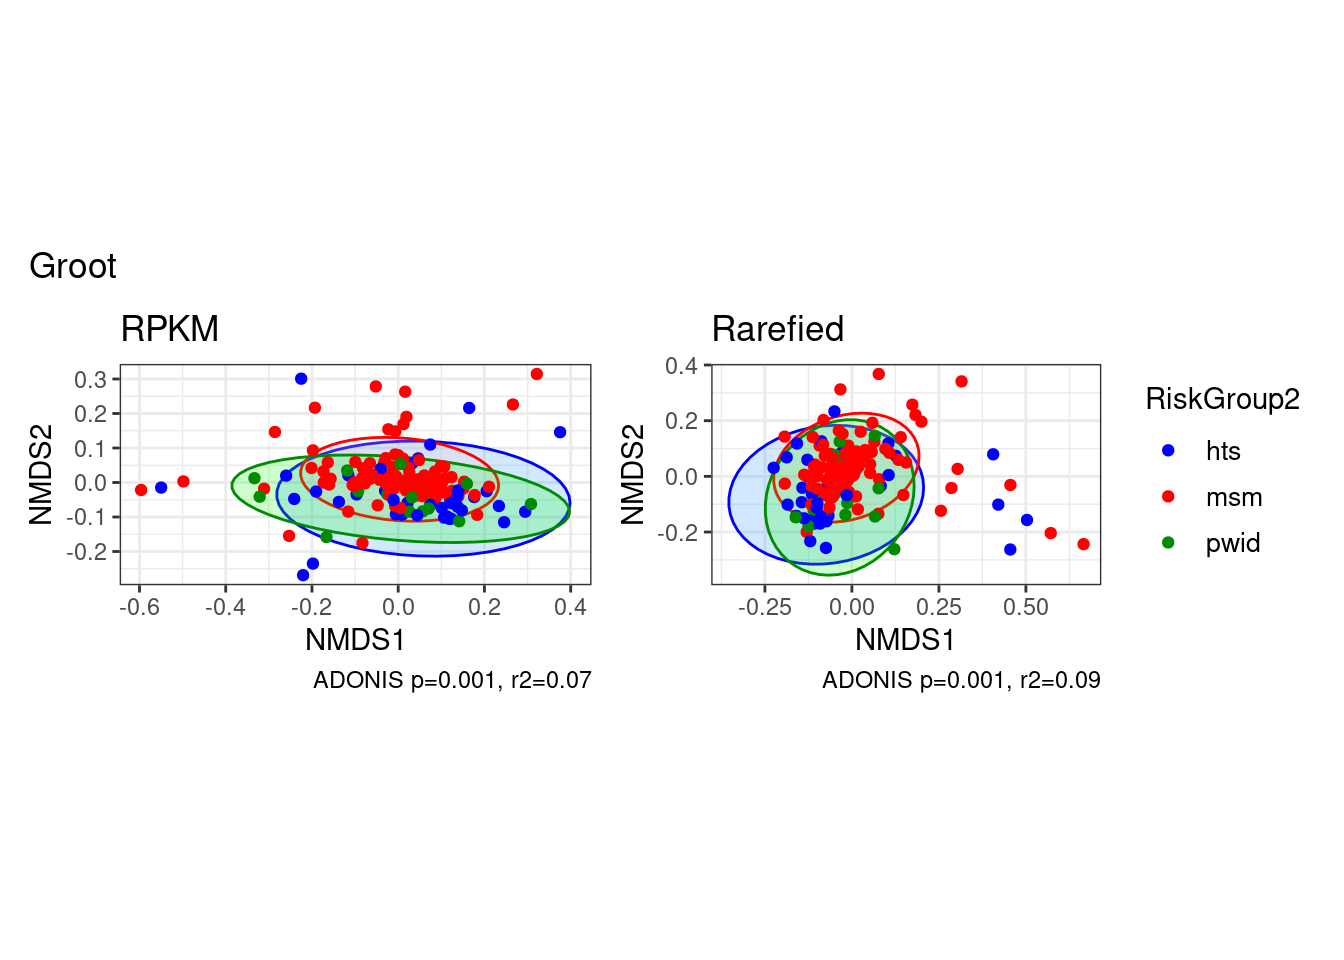 Groot
RPKM
NMDS2
0.3
0.2
0.1
0.0
-0.1
-0.2
-0.6 -0.4 -0.2 0.0 0.2 0.4
NMDS1
ADONIS p=0.001, r2=0.07
Rarefied
NMDS2
0.4
0.2
0.0
-0.2
-0.25 0.00 0.25 0.50
NMDS1
ADONIS p=0.001, r2=0.09
RiskGroup2
hts
msm
pwid